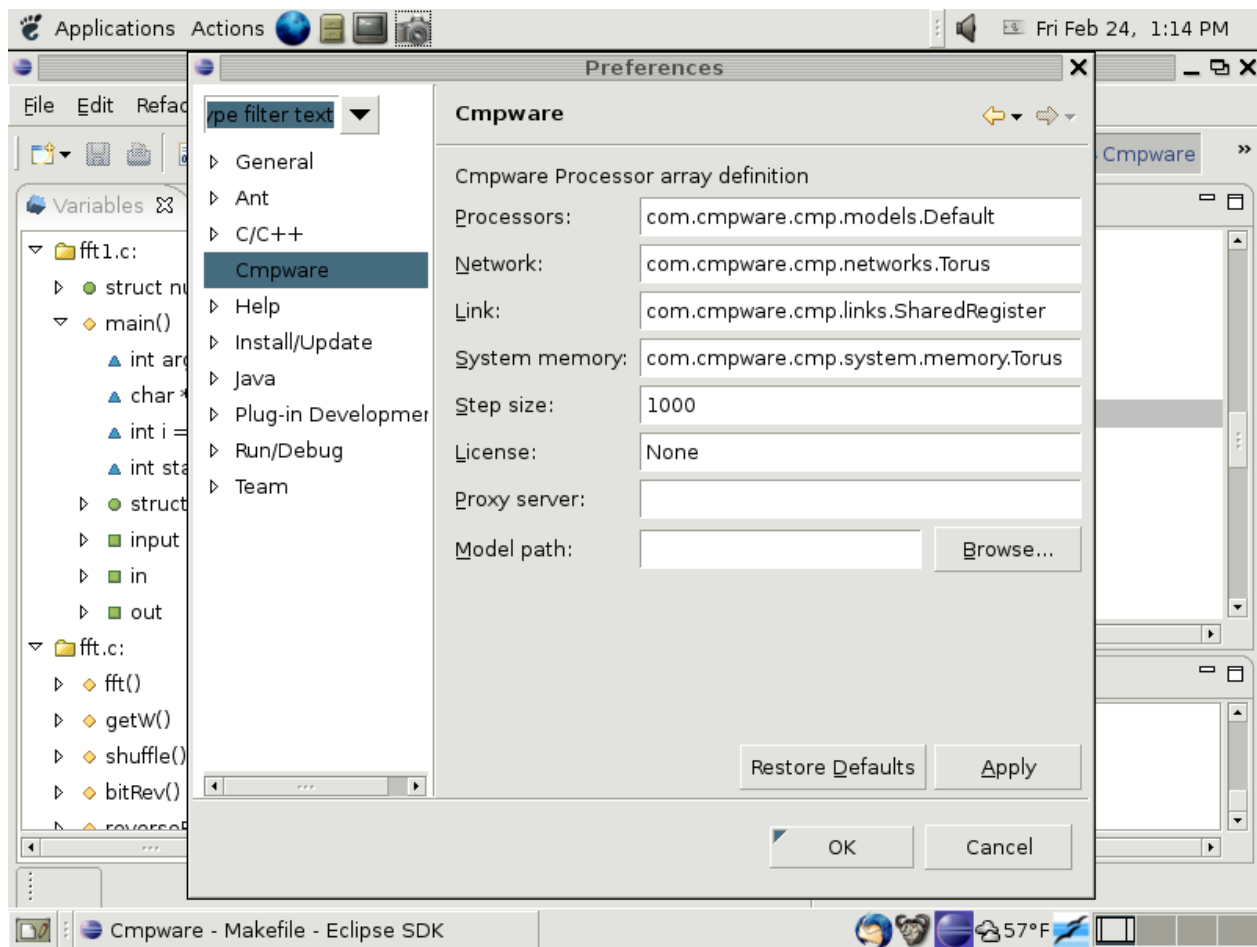 Applications Actions
Fri Feb 24, 1:14 PM
Preferences
File Edit Refac
Cmpware
»
Variables
fft1.c:
struct nu
main()
int arg
char *
int i =
int sta
struct
input
in
out
fft.c:
fft()
getW()
shuffle()
bitRev()
ype filter text
General
Ant
C/C++
Cmpware
Help
Install/Update
Java
Plug-in Developmer
Run/Debug
Team
Cmpware
Cmpware Processor array definition
Processors: com.cmpware.cmp.models.Default
Network: com.cmpware.cmp.networks.Torus
Link: com.cmpware.cmp.links.SharedRegister
System memory: com.cmpware.cmp.system.memory.Torus
Step size: 1000
License: None
Proxy server:
Model path: Browse...
Restore Defaults Apply
OK Cancel
Cmpware - Makefile - Eclipse SDK
57°F